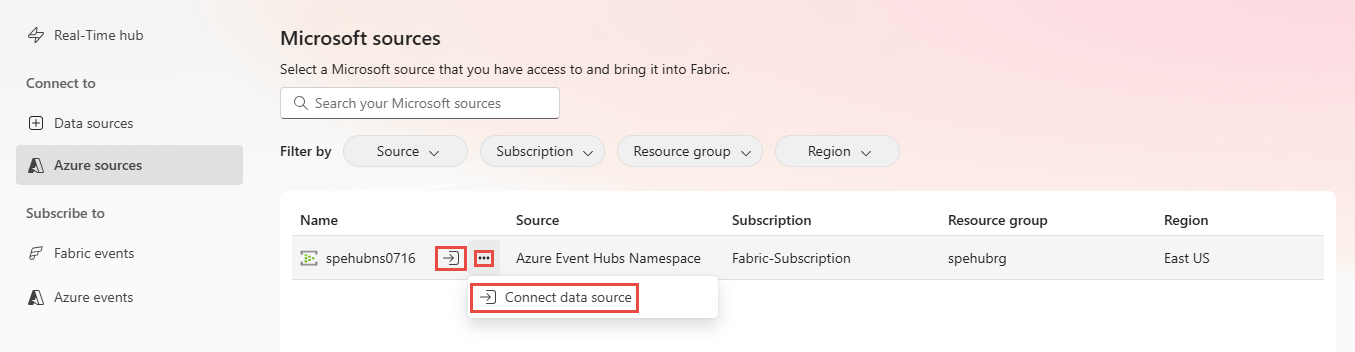 Real-Time hub
Connect to
Data sources
Azure sources
Subscribe to
Fabric events
Azure events
Microsoft sources
Select a Microsoft source that you have access to and bring it into Fabric.
Search your Microsoft sources
Filter by Source Subscription Resource group Region
Name Source Subscription Resource group Region
spehubns0716 Azure Event Hubs Namespace Fabric-Subscription spehubrg East US
Connect data source